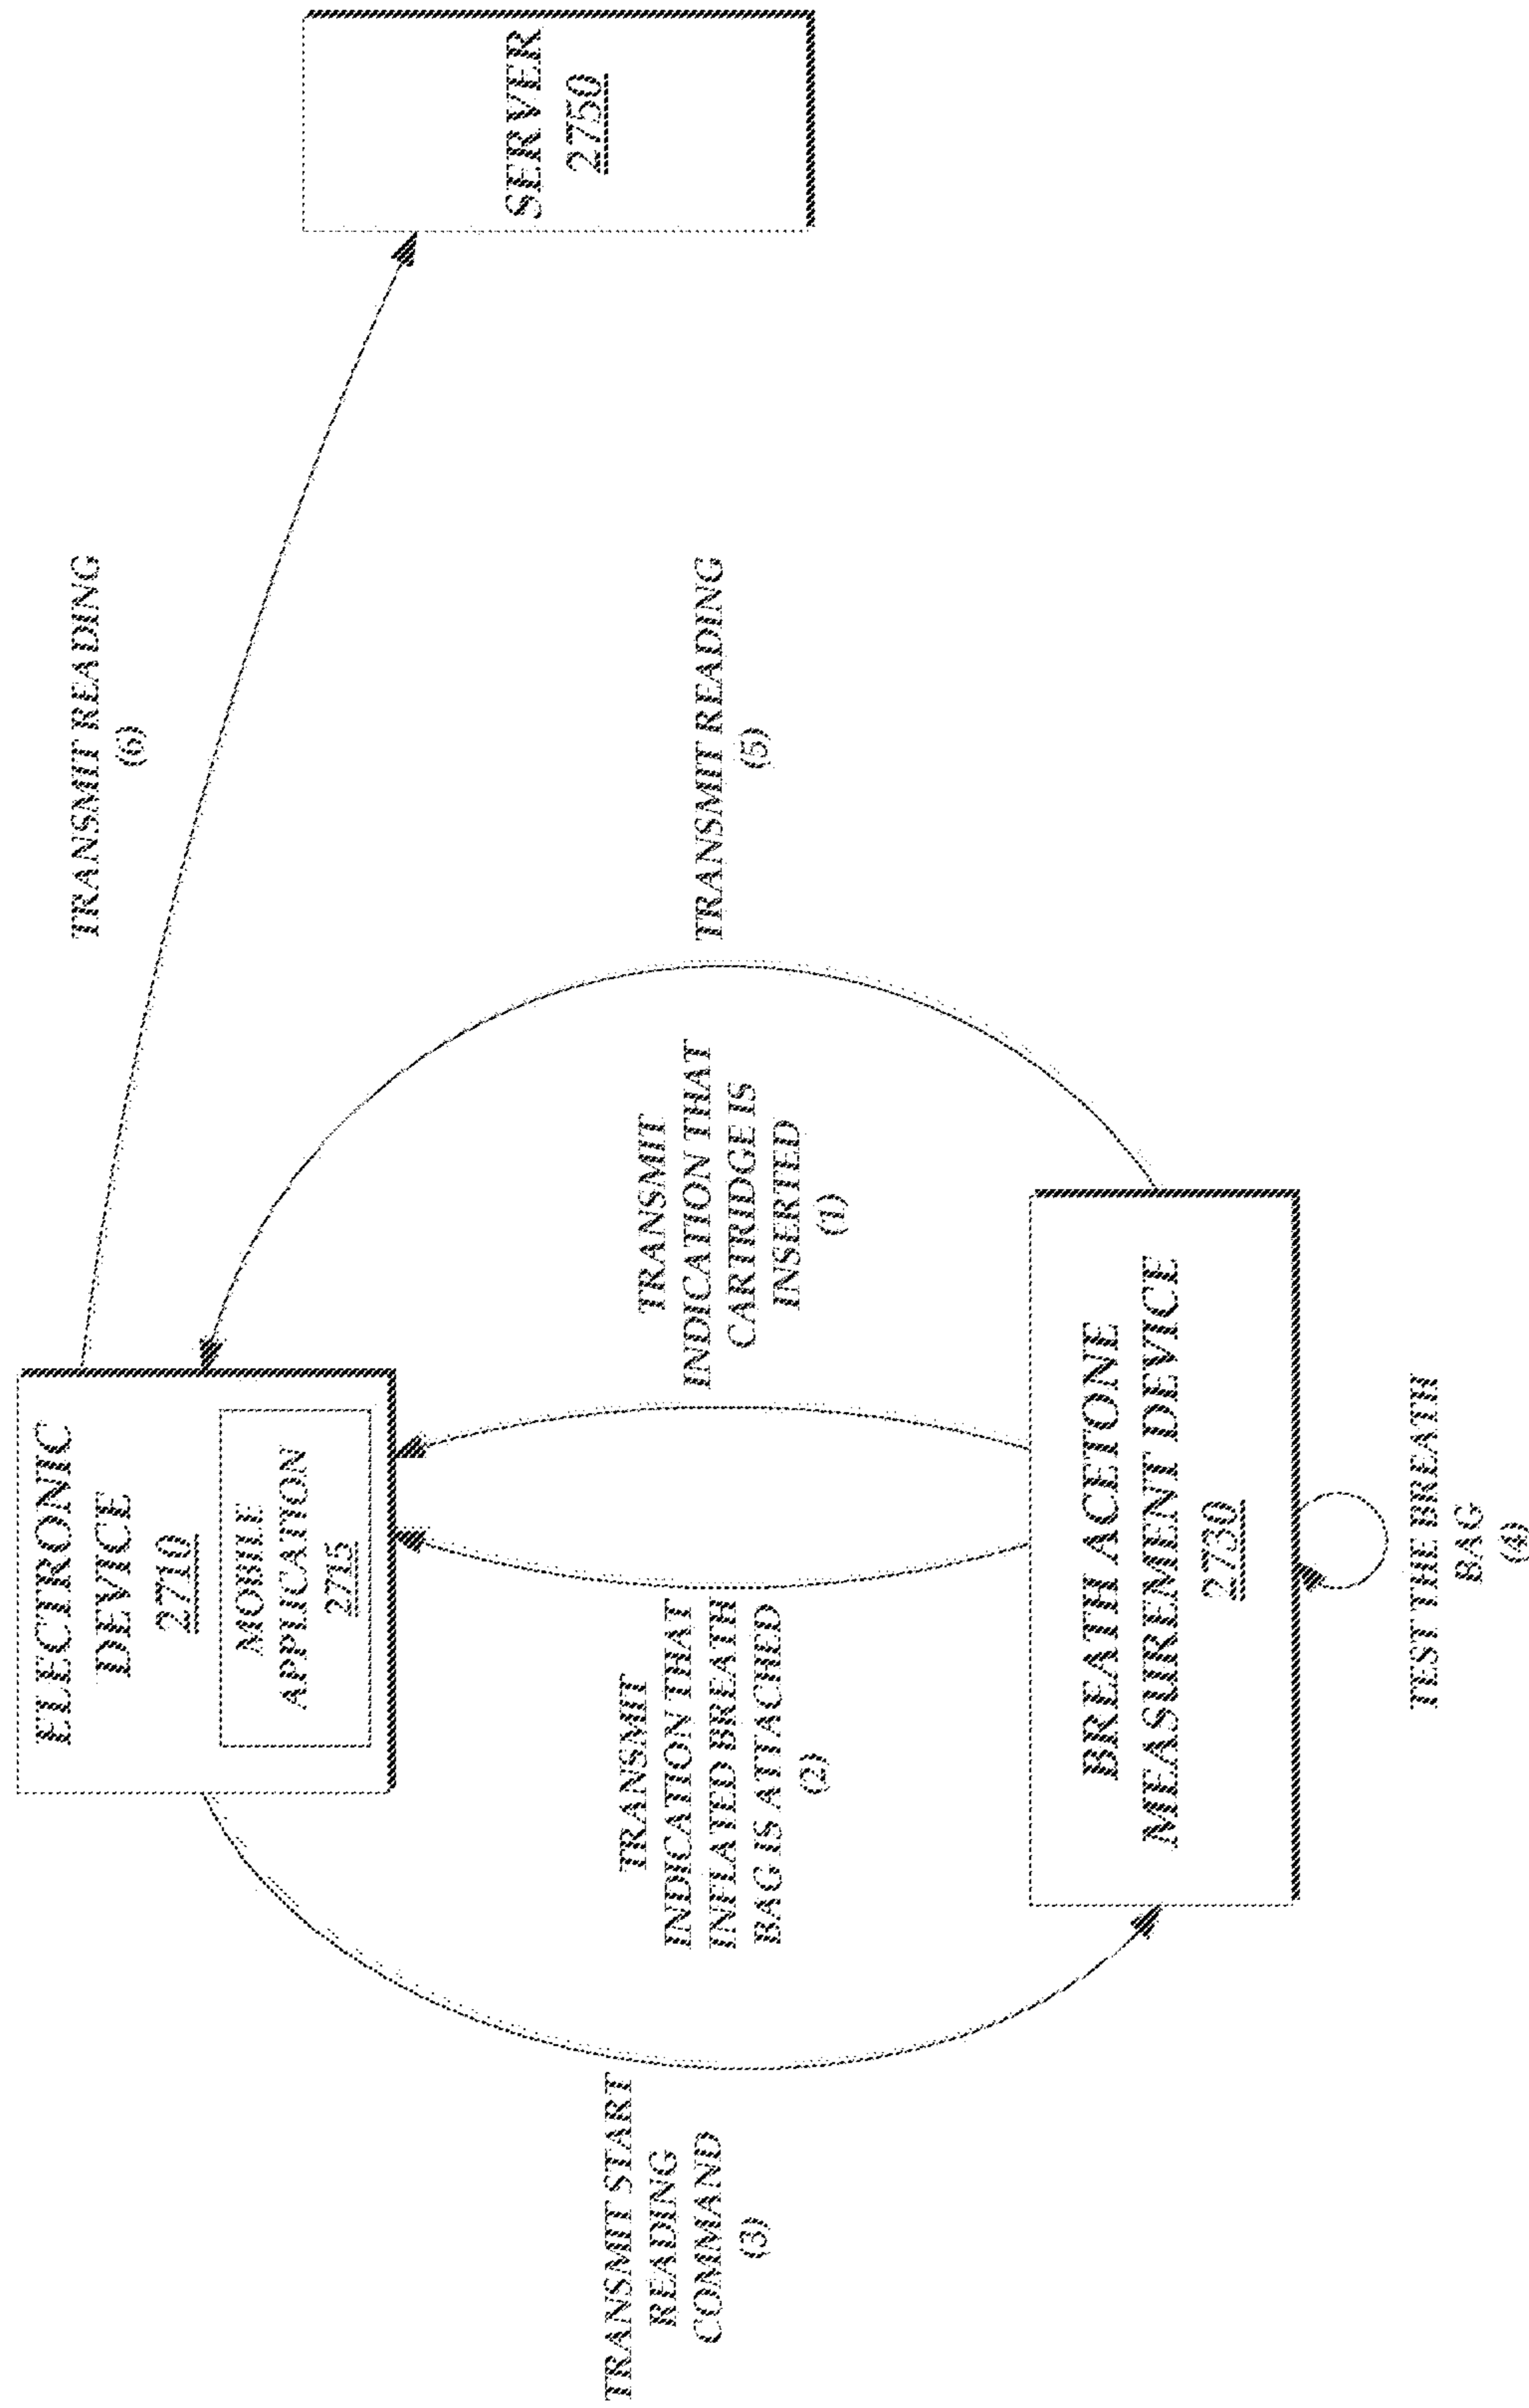 ELECTRONIC
DEVICE
2710
MOBILE
APPLICATION
2715
SERVER
2750
TRANSMIT READING
(6)
TRANSMIT START
READING
COMMAND
(3)
TRANSMIT
INDICATION THAT
INFLATED BREATH
BAG IS ATTACHED
(2)
TRANSMIT
INDICATION THAT
CARTRIDGE IS
INSERTED
(1)
TRANSMIT READING
(5)
BREATH ACETONE
MEASUREMENT DEVICE
2730
TEST THE BREATH
BAG
(4)